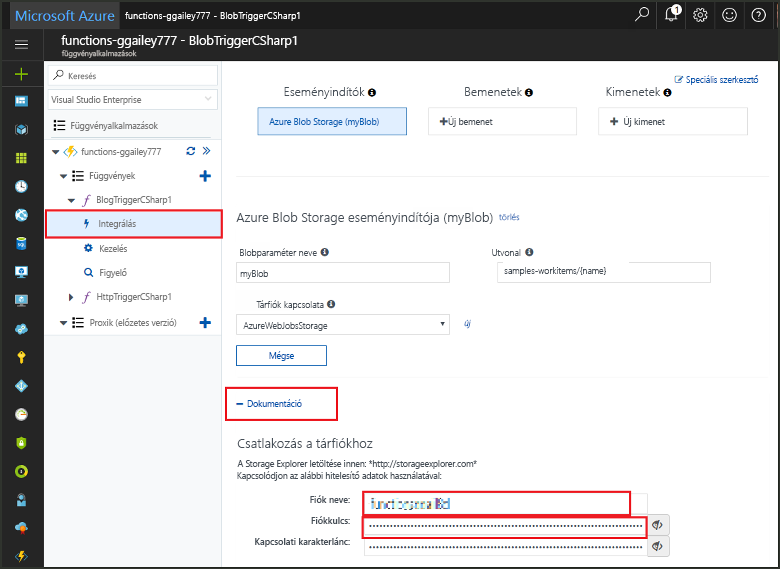 Microsoft Azure functions-ggailey777 - BlobTriggerCSharp1
1
functions-ggailey777 - BlobTriggerCSharp1
függvényalkalmazások
Keresés
Visual Studio Enterprise
Függvényalkalmazások
functions-ggailey777
Függvények
BlogTriggerCSharp1
Integrálás
Kezelés
Figyelő
HttpTriggerCSharp1
Proxik (előzetes verzió)
Speciális szerkesztő
Eseményindítók Bemenetek Kimenetek
Azure Blob Storage (myBlob) Új bemenet Új kimenet
Azure Blob Storage eseményindítója (myBlob) törlés
Blobparaméter neve Utvonal
myBlob samples-workitems/{name}
Tárfiók kapcsolata
AzureWebJobsStorage új
Mégse
Dokumentáció
Csatlakozás a tárfiókhoz
A Storage Explorer letöltése innen: *http://storageexplorer.com*
Kapcsolódjon az alábbi hitelesítő adatok használatával:
Fiók neve:
Fiókkulcs:
Kapcsolati karakterlánc: